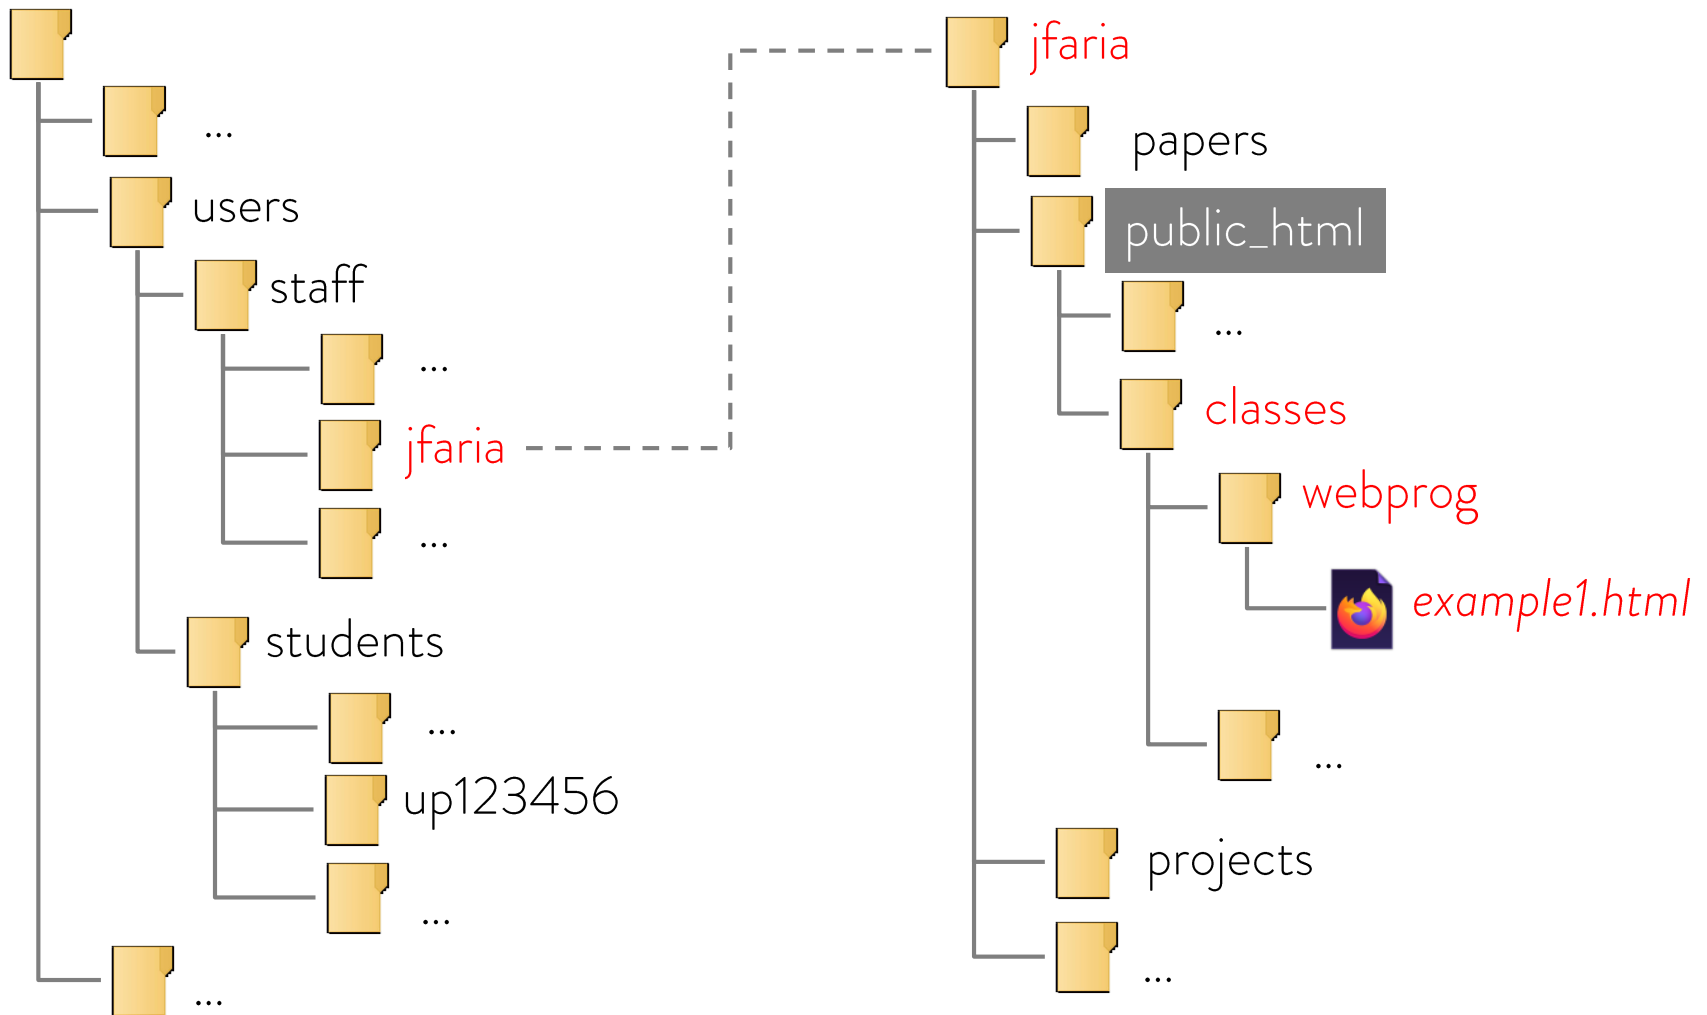 ...
users
staff
...
jfaria
...
students
...
up123456
...
...
jfaria
papers
public_html
...
classes
webprog
example1.html
...
projects
...